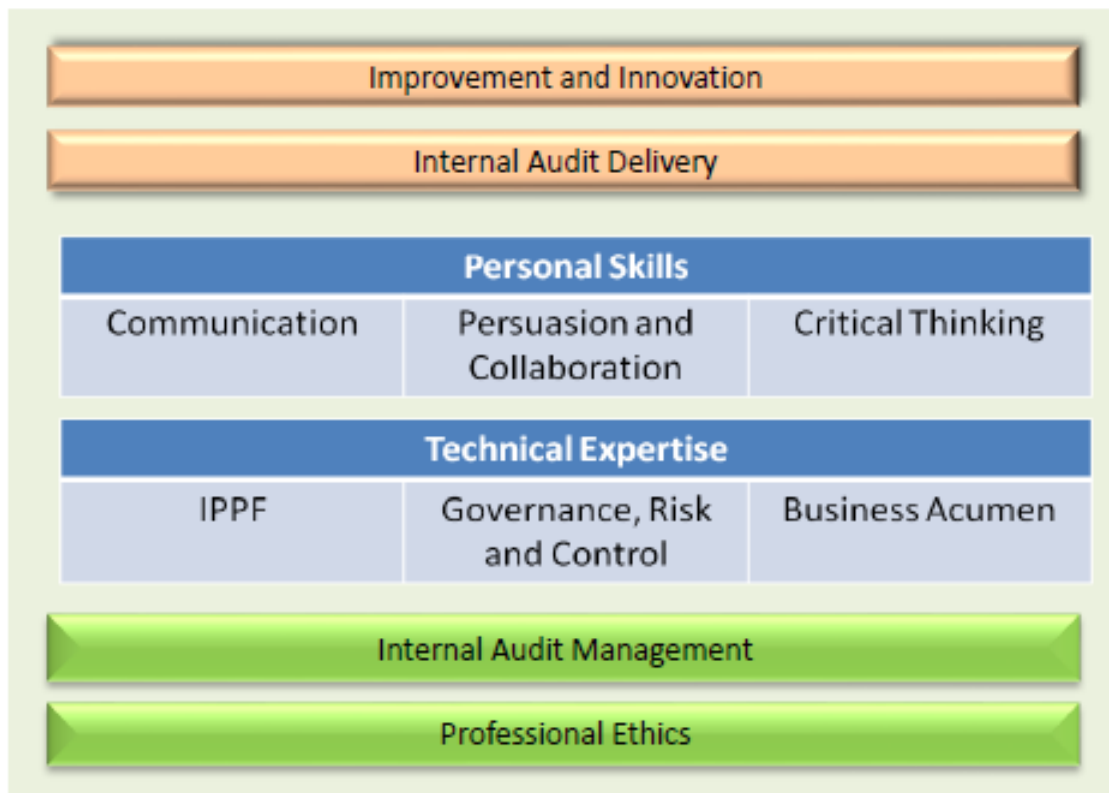 Improvement and Innovation
Internal Audit Delivery
Personal Skills
Communication
Persuasion and
Collaboration
Critical Thinking
Technical Expertise
IPPF
Governance, Risk
and Control
Business Acumen
Internal Audit Management
Professional Ethics